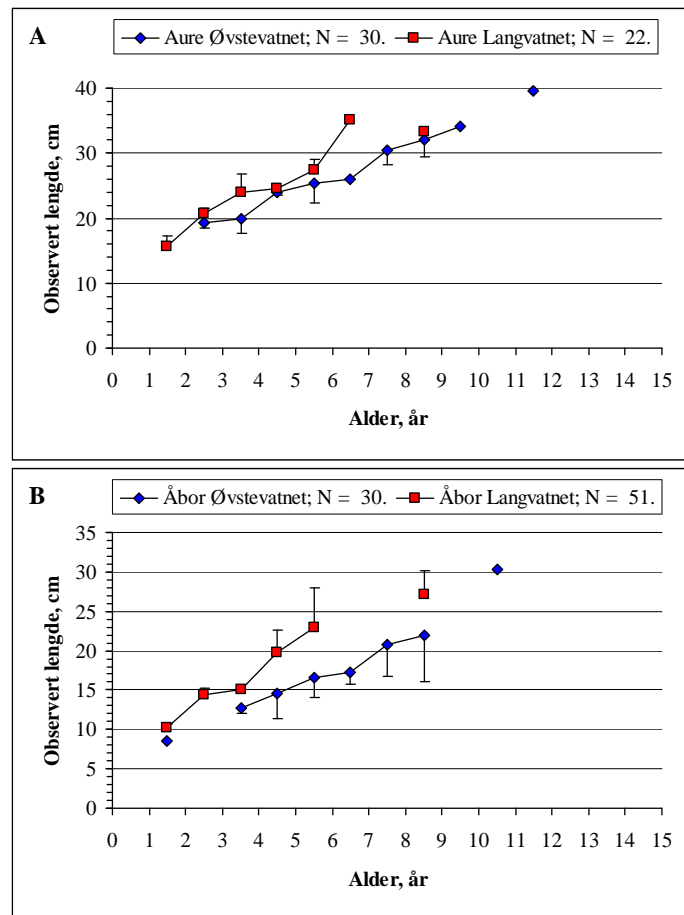 A
Aure Øvstevatnet; N = 30. Aure Langvatnet; N = 22.
40
30
20
10
0
Observert lengde, cm
0 1 2 3 4 5 6 7 8 9 10 11 12 13 14 15
Alder, år
B
Åbor Øvstevatnet; N = 30. Åbor Langvatnet; N = 51.
35
30
25
20
15
10
5
0
Observert lengde, cm
0 1 2 3 4 5 6 7 8 9 10 11 12 13 14 15
Alder, år